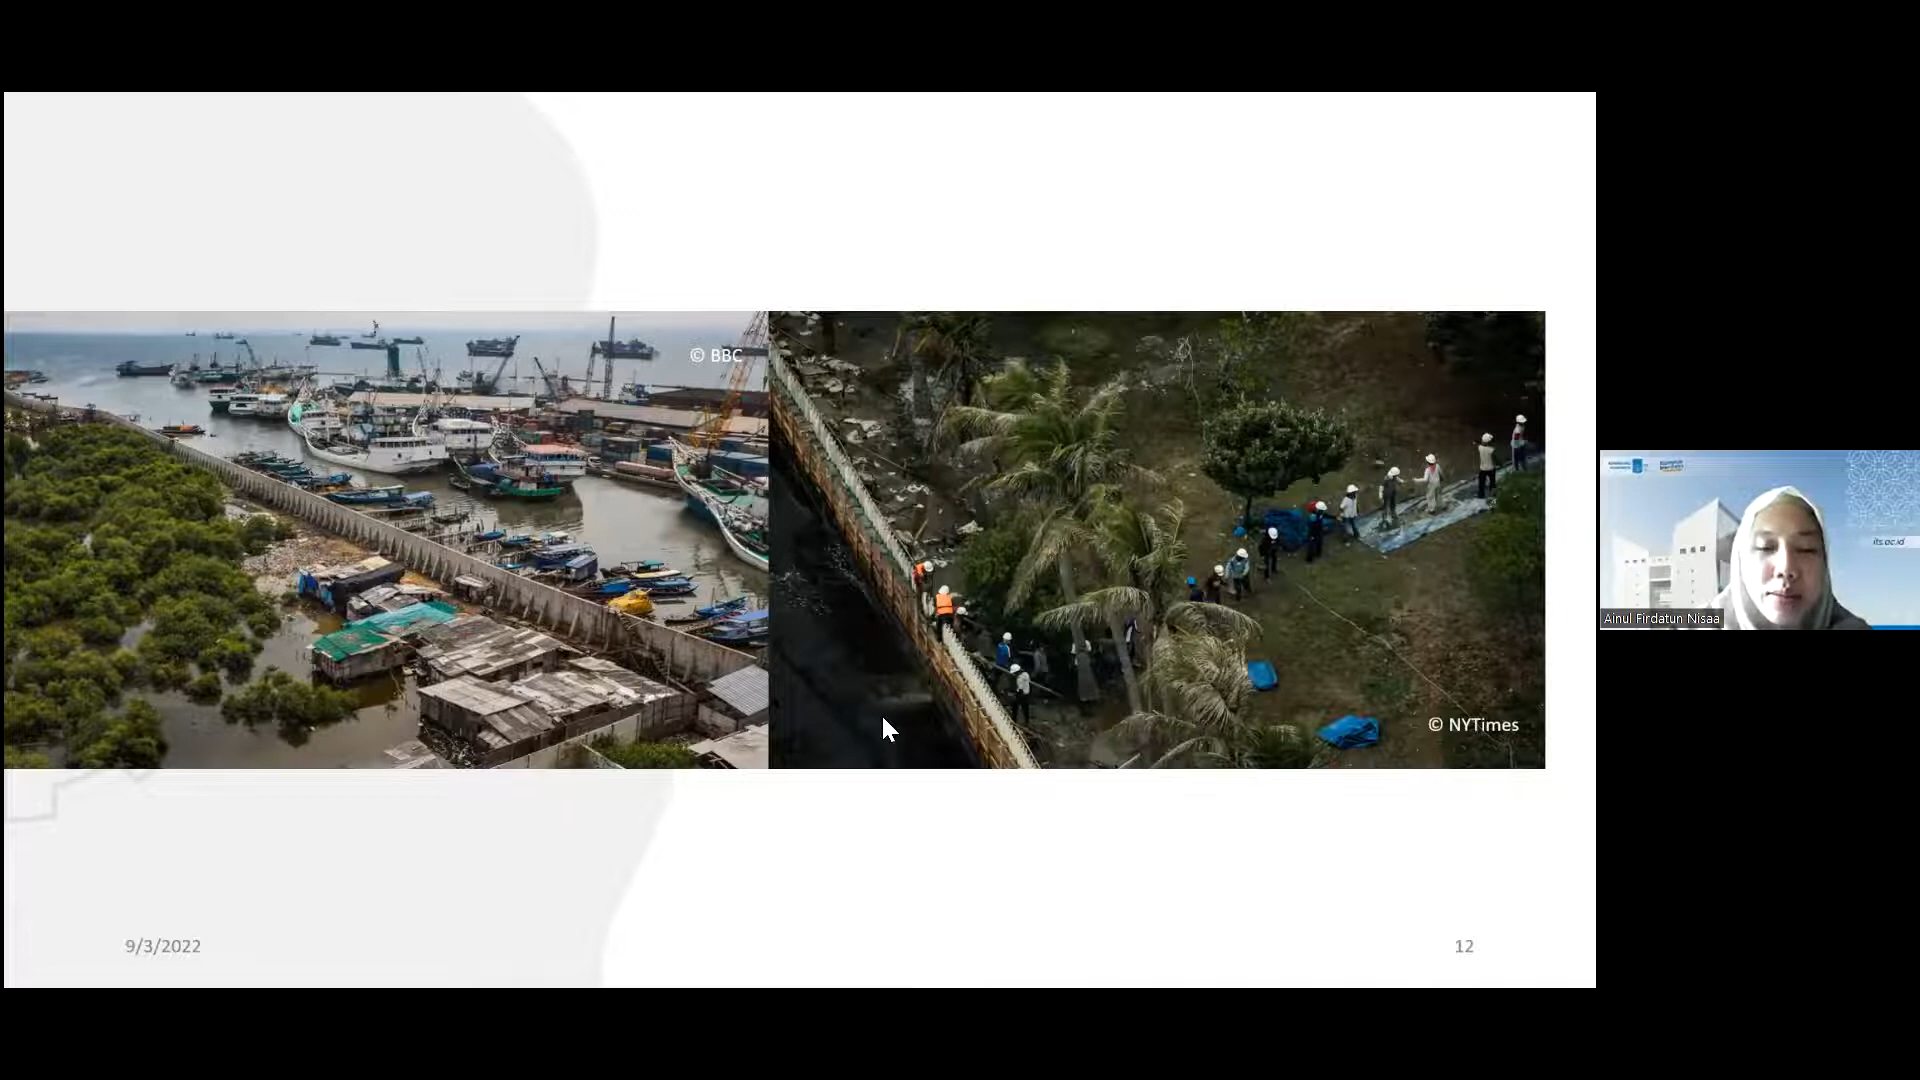 © BBC
© NYTimes
9/3/2022
12
its.ac.id
Ainul Firdatun Nisaa